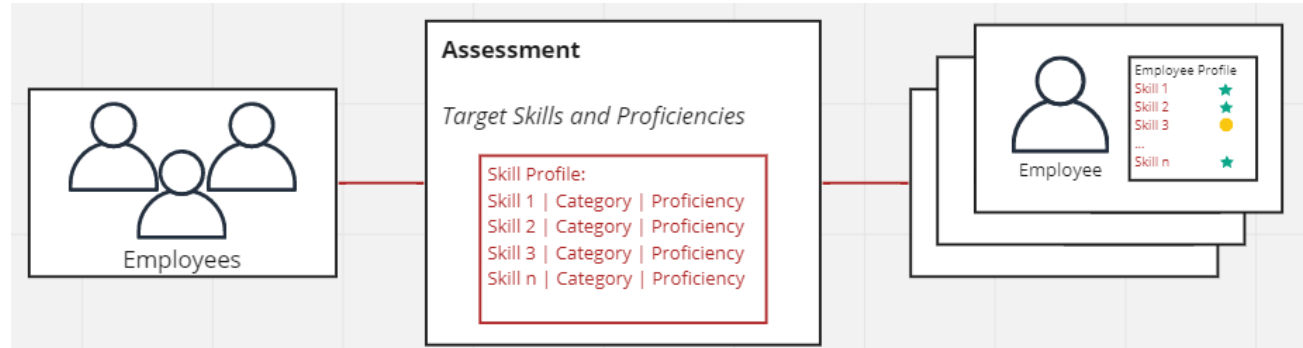 Employees
Assessment
Target Skills and Proficiencies
Skill Profile:
Skill 1 | Category | Proficiency
Skill 2 | Category | Proficiency
Skill 3 | Category | Proficiency
Skill n | Category | Proficiency
Employee
Employee Profile
Skill 1
Skill 2
Skill 3
...
Skill n